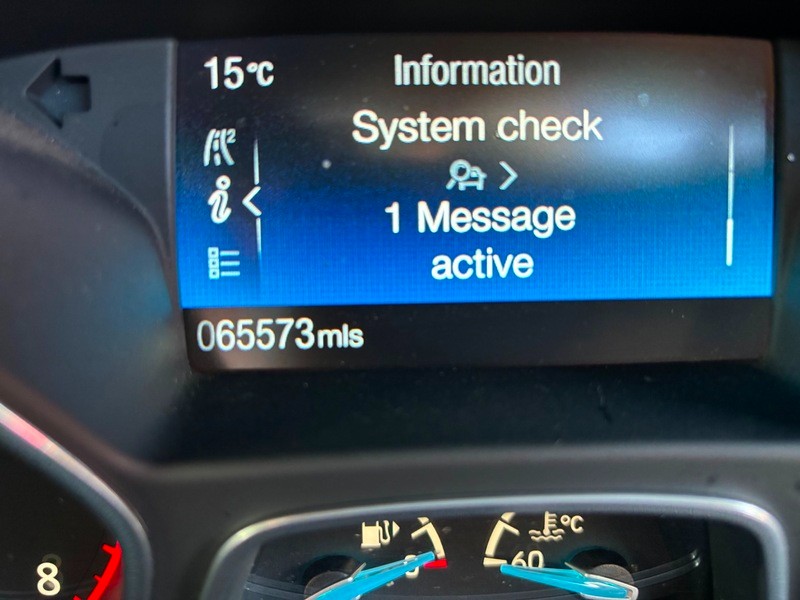 15°C Information
System check
1 Message
active
065573mls
°C
60
8